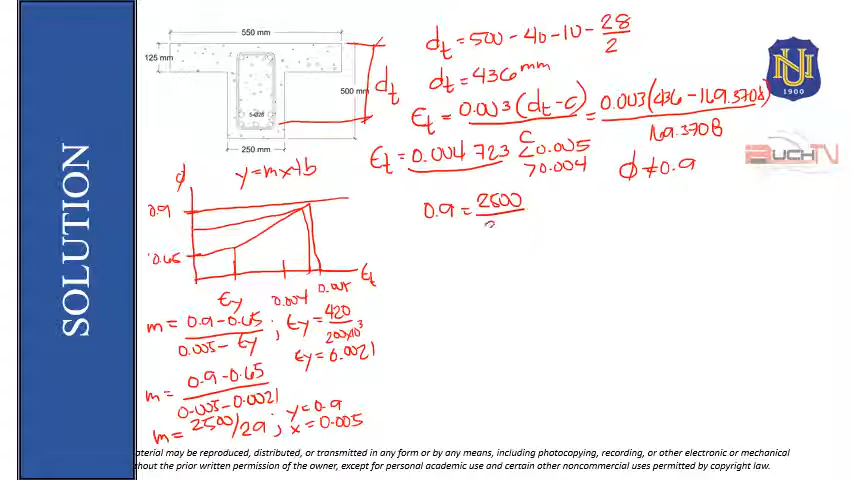 SOLUTION
550 mm
125 mm
500 mm
5-Ø28
250 mm
dt
dt = 500 - 40 - 10 - 28/2
dt = 436 mm
εt = 0.003(dt - c)/c = 0.003(436 - 169.3708)/169.3708
εt = 0.004723 < 0.005
> 0.004
φ ≠ 0.9
0.9 = 2500/
y = mx + b
φ
0.9
0.65
εy 0.004 0.005 εt
m = 0.9 - 0.65/0.005 - εy ; εy = 420/200x10³
εy = 0.0021
m = 0.9 - 0.65/0.005 - 0.0021
m = 2500/29 ; y = 0.9
x = 0.005
UN
1900
BUCHTV
material may be reproduced, distributed, or transmitted in any form or by any means, including photocopying, recording, or other electronic or mechanical
hout the prior written permission of the owner, except for personal academic use and certain other noncommercial uses permitted by copyright law.